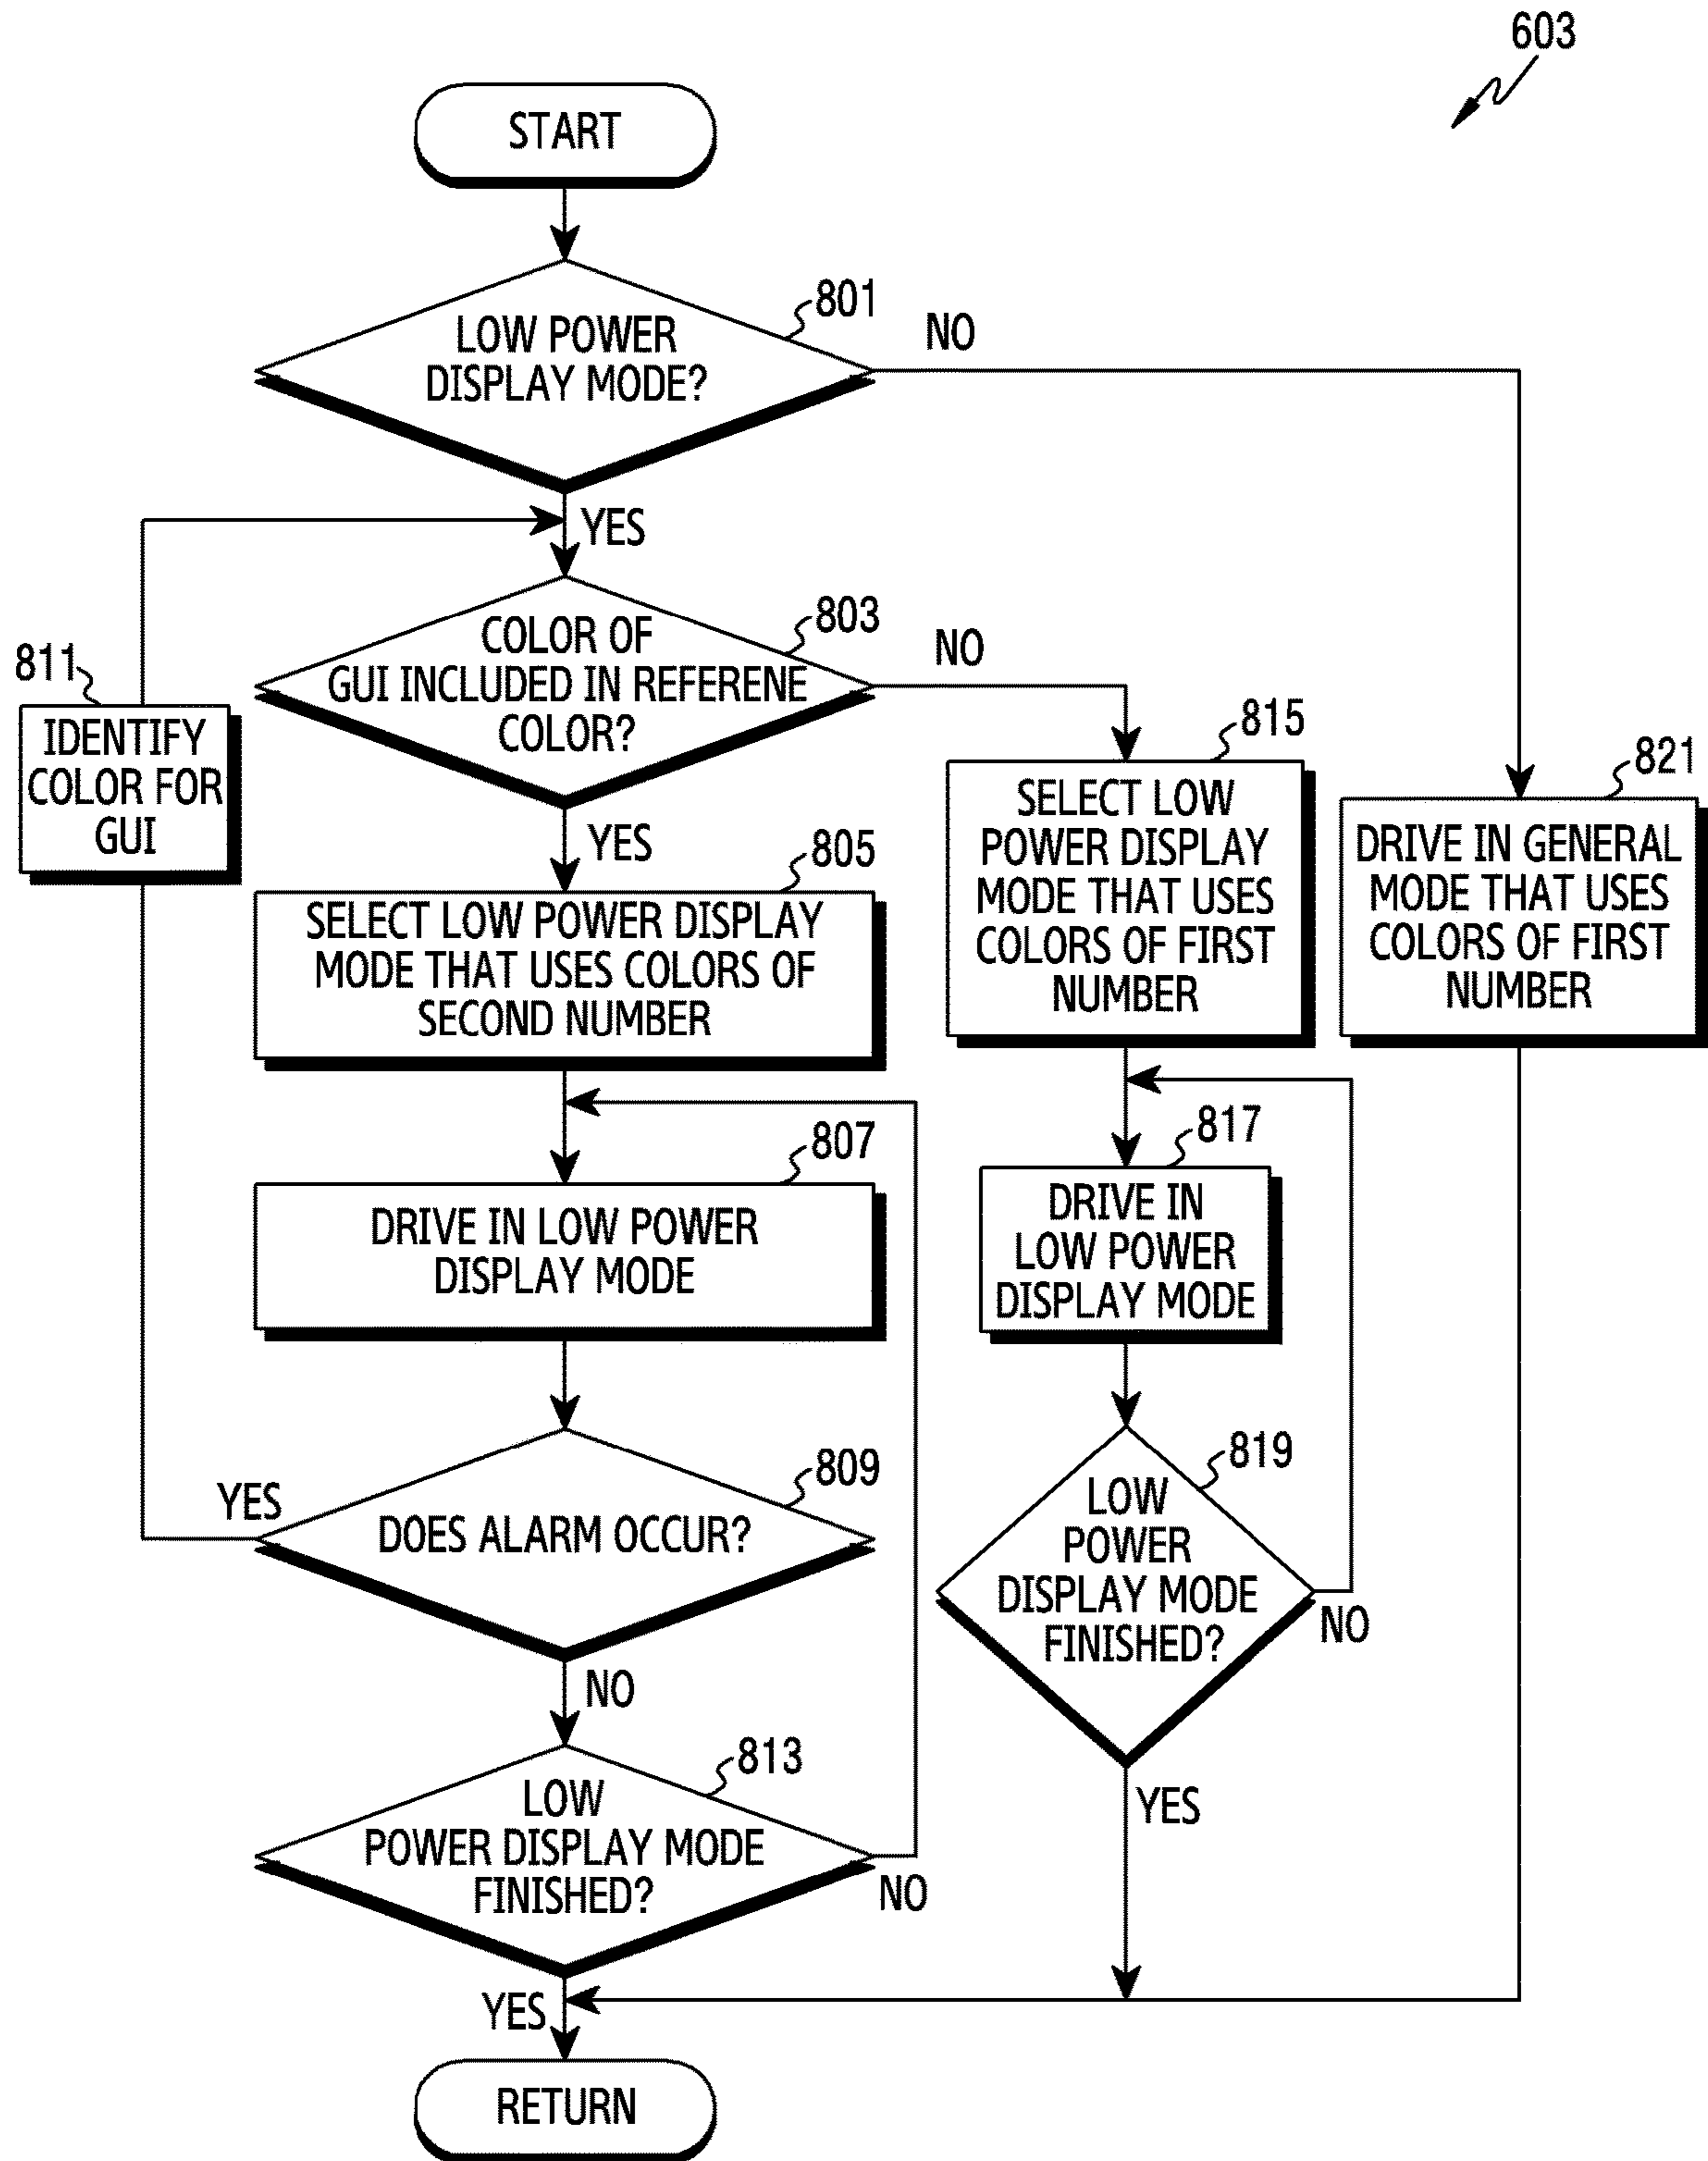 603
START
801
LOW POWER
DISPLAY MODE?
NO
YES
803
COLOR OF
GUI INCLUDED IN REFERENE
COLOR?
NO
811
IDENTIFY
COLOR FOR
GUI
YES
805
SELECT LOW POWER DISPLAY
MODE THAT USES COLORS OF
SECOND NUMBER
815
SELECT LOW
POWER DISPLAY
MODE THAT USES
COLORS OF FIRST
NUMBER
821
DRIVE IN GENERAL
MODE THAT USES
COLORS OF FIRST
NUMBER
807
DRIVE IN LOW POWER
DISPLAY MODE
817
DRIVE IN
LOW POWER
DISPLAY MODE
809
DOES ALARM OCCUR?
YES
NO
819
LOW
POWER
DISPLAY MODE
FINISHED?
NO
YES
813
LOW
POWER DISPLAY MODE
FINISHED?
NO
YES
RETURN